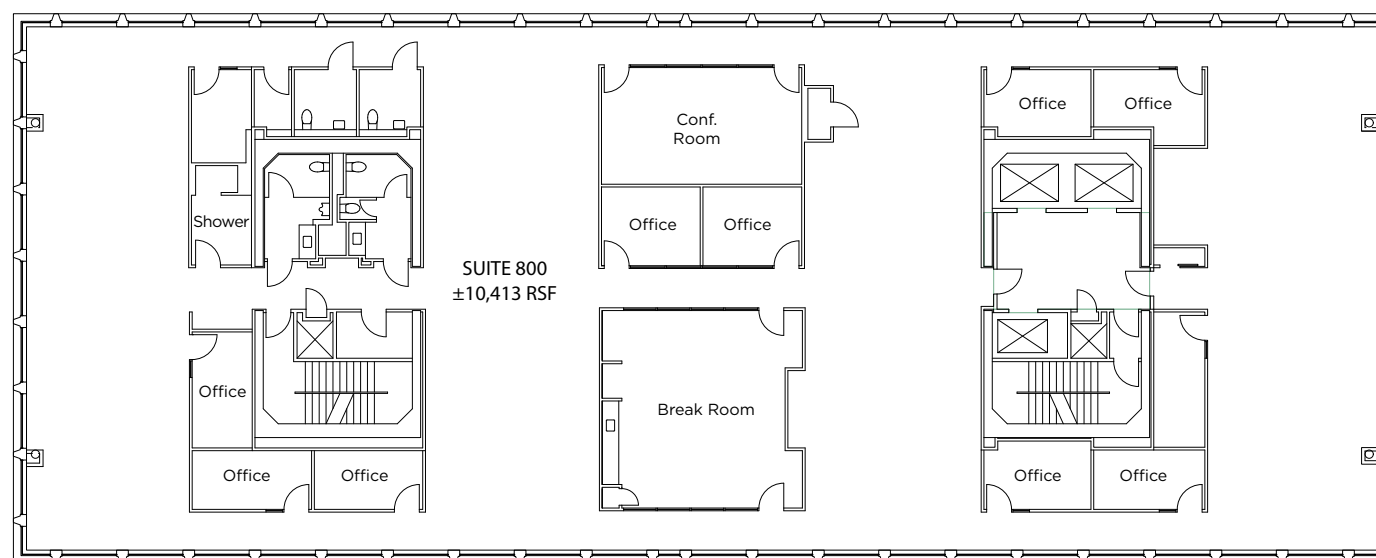 Office
Office
Conf.
Room
Shower
Office
Office
SUITE 800
±10,413 RSF
Office
Break Room
Office
Office
Office
Office